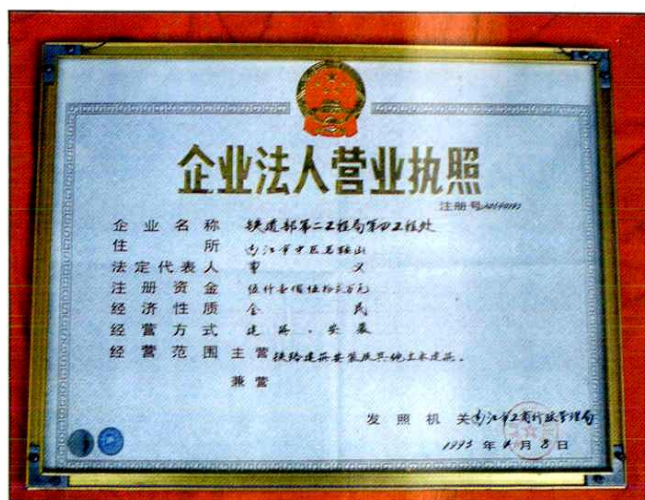 企业法人营业执照
注册号
企业名称 铁道部第二工程局第四工程处
住所 内江市中区玉鞍山
法定代表人 义
注册资金
经济性质 全民
经营方式 建筑、安装
经营范围 主营 铁路建筑安装及其他土木建筑。
兼营
发照机关 内江市工商行政管理局
1993年 月8日